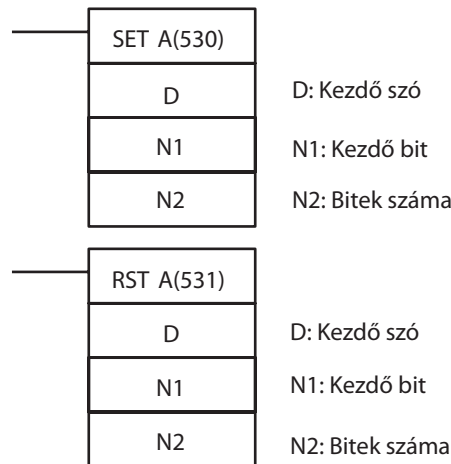 SET A(530)
D D: Kezdő szó
N1 N1: Kezdő bit
N2 N2: Bitek száma
RST A(531)
D D: Kezdő szó
N1 N1: Kezdő bit
N2 N2: Bitek száma